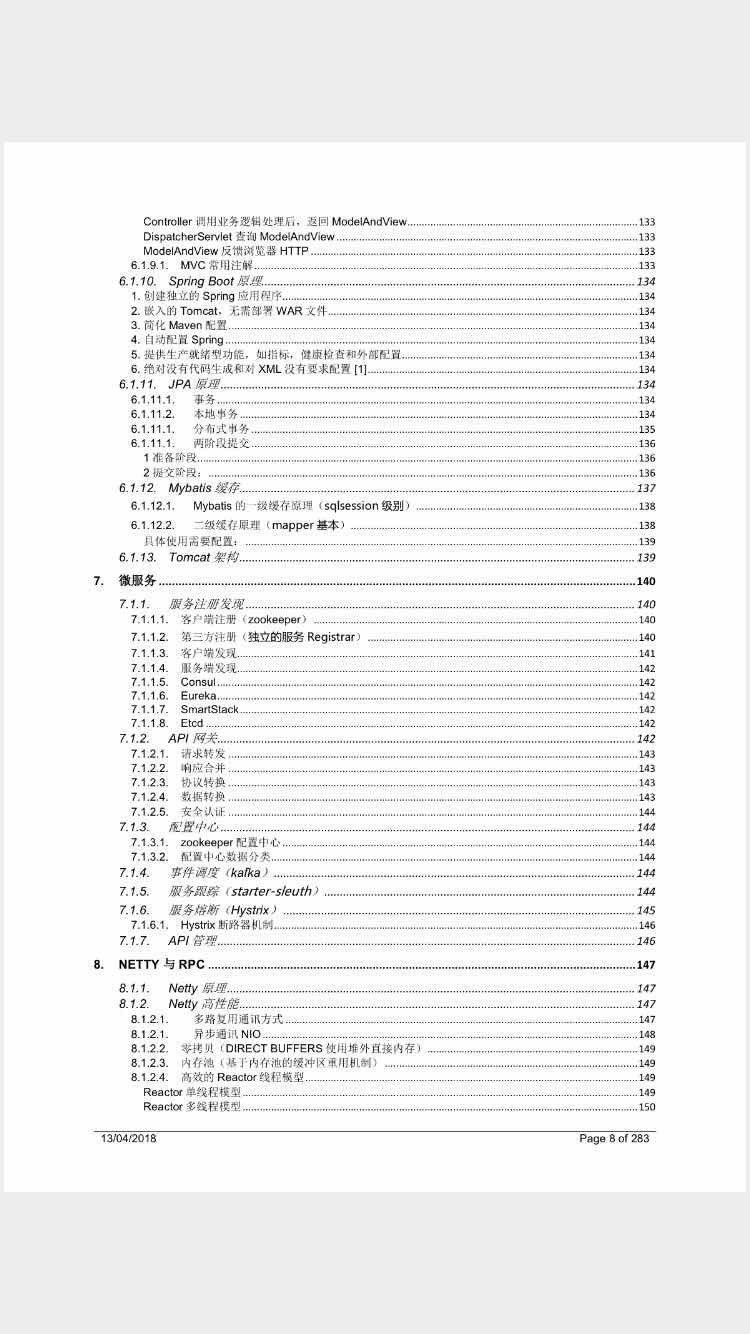 Controller 调用业务逻辑处理后，返回 ModelAndView......133
DispatcherServlet 查询 ModelAndView......133
ModelAndView 反馈浏览器 HTTP......133
6.1.9.1. MVC 常用注解......133
6.1.10. Spring Boot 原理......134
1. 创建独立的 Spring 应用程序......134
2. 嵌入的 Tomcat，无需部署 WAR 文件......134
3. 简化 Maven 配置......134
4. 自动配置 Spring......134
5. 提供生产就绪型功能，如指标，健康检查和外部配置......134
6. 绝对没有代码生成和对 XML 没有要求配置 [1]......134
6.1.11. JPA 原理......134
6.1.11.1. 事务......134
6.1.11.2. 本地事务......134
6.1.11.1. 分布式事务......135
6.1.11.1. 两阶段提交......136
1 准备阶段......136
2 提交阶段：......136
6.1.12. Mybatis 缓存......137
6.1.12.1. Mybatis 的一级缓存原理（sqlsession 级别）......138
6.1.12.2. 二级缓存原理（mapper 基本）......138
具体使用需要配置：......139
6.1.13. Tomcat 架构......139
7. 微服务......140
7.1.1. 服务注册发现......140
7.1.1.1. 客户端注册（zookeeper）......140
7.1.1.2. 第三方注册（独立的服务 Registrar）......140
7.1.1.3. 客户端发现......141
7.1.1.4. 服务端发现......142
7.1.1.5. Consul......142
7.1.1.6. Eureka......142
7.1.1.7. SmartStack......142
7.1.1.8. Etcd......142
7.1.2. API 网关......142
7.1.2.1. 请求转发......143
7.1.2.2. 响应合并......143
7.1.2.3. 协议转换......143
7.1.2.4. 数据转换......143
7.1.2.5. 安全认证......144
7.1.3. 配置中心......144
7.1.3.1. zookeeper 配置中心......144
7.1.3.2. 配置中心数据分类......144
7.1.4. 事件调度（kafka）......144
7.1.5. 服务跟踪（starter-sleuth）......144
7.1.6. 服务熔断（Hystrix）......145
7.1.6.1. Hystrix 断路器机制......146
7.1.7. API 管理......146
8. NETTY 与 RPC......147
8.1.1. Netty 原理......147
8.1.2. Netty 高性能......147
8.1.2.1. 多路复用通讯方式......147
8.1.2.1. 异步通讯 NIO......148
8.1.2.2. 零拷贝（DIRECT BUFFERS 使用堆外直接内存）......149
8.1.2.3. 内存池（基于内存池的缓冲区重用机制）......149
8.1.2.4. 高效的 Reactor 线程模型......149
Reactor 单线程模型......149
Reactor 多线程模型......150
13/04/2018 Page 8 of 283